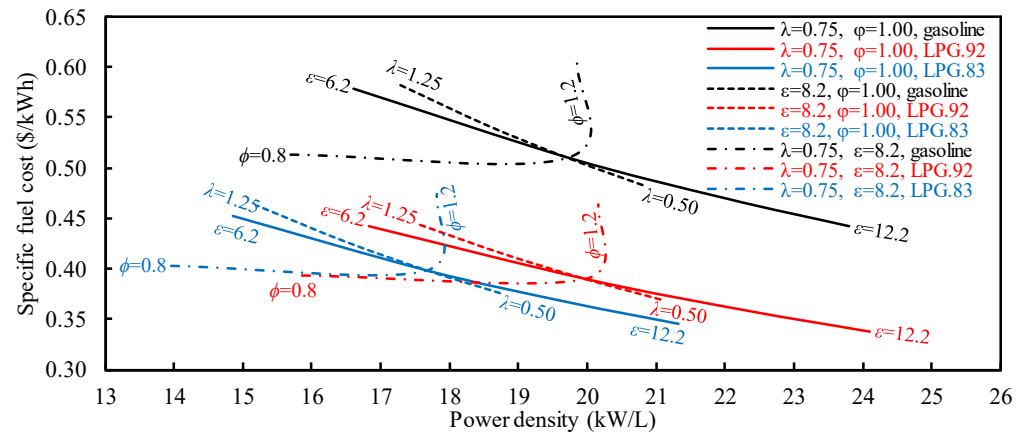 0.65
0.60
0.55
0.50
0.45
0.40
0.35
0.30
Specific fuel cost ($/kWh)
13 14 15 16 17 18 19 20 21 22 23 24 25 26
Power density (kW/L)
λ=0.75, φ=1.00, gasoline
λ=0.75, φ=1.00, LPG.92
λ=0.75, φ=1.00, LPG.83
ε=8.2, φ=1.00, gasoline
ε=8.2, φ=1.00, LPG.92
ε=8.2, φ=1.00, LPG.83
λ=0.75, ε=8.2, gasoline
λ=0.75, ε=8.2, LPG.92
λ=0.75, ε=8.2, LPG.83
ε=6.2
λ=1.25
ϕ=1.2
ϕ=0.8
λ=0.50
ε=12.2
λ=1.25
ε=6.2
ϕ=0.8
ϕ=1.2
λ=0.50
ε=12.2
ε=6.2
λ=1.25
ϕ=0.8
ϕ=1.2
λ=0.50
ε=12.2